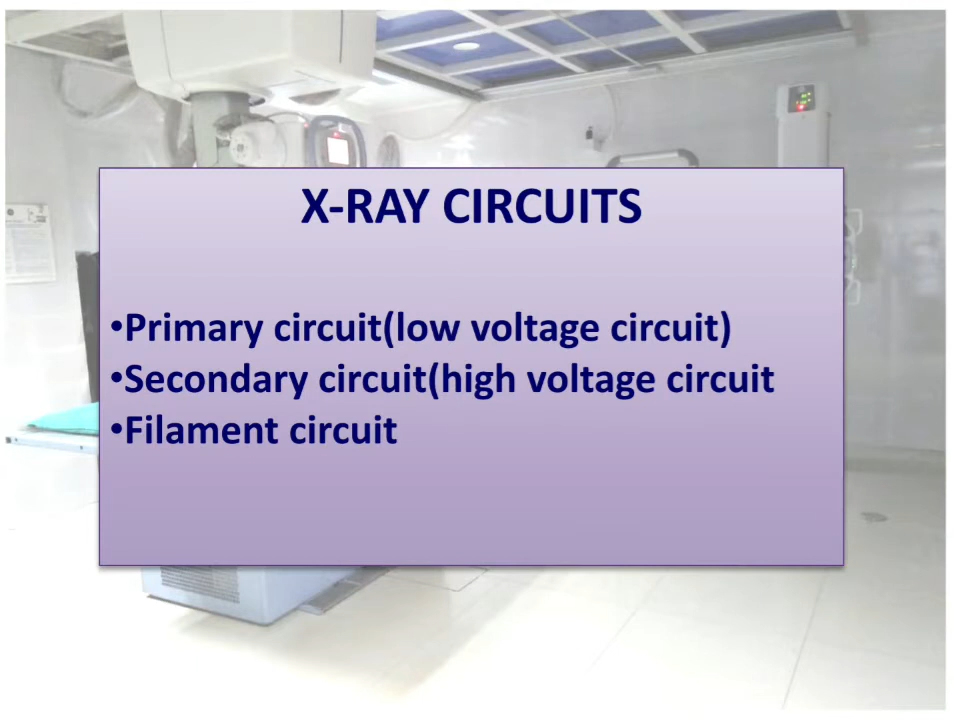 X-RAY CIRCUITS
•Primary circuit(low voltage circuit)
•Secondary circuit(high voltage circuit
•Filament circuit